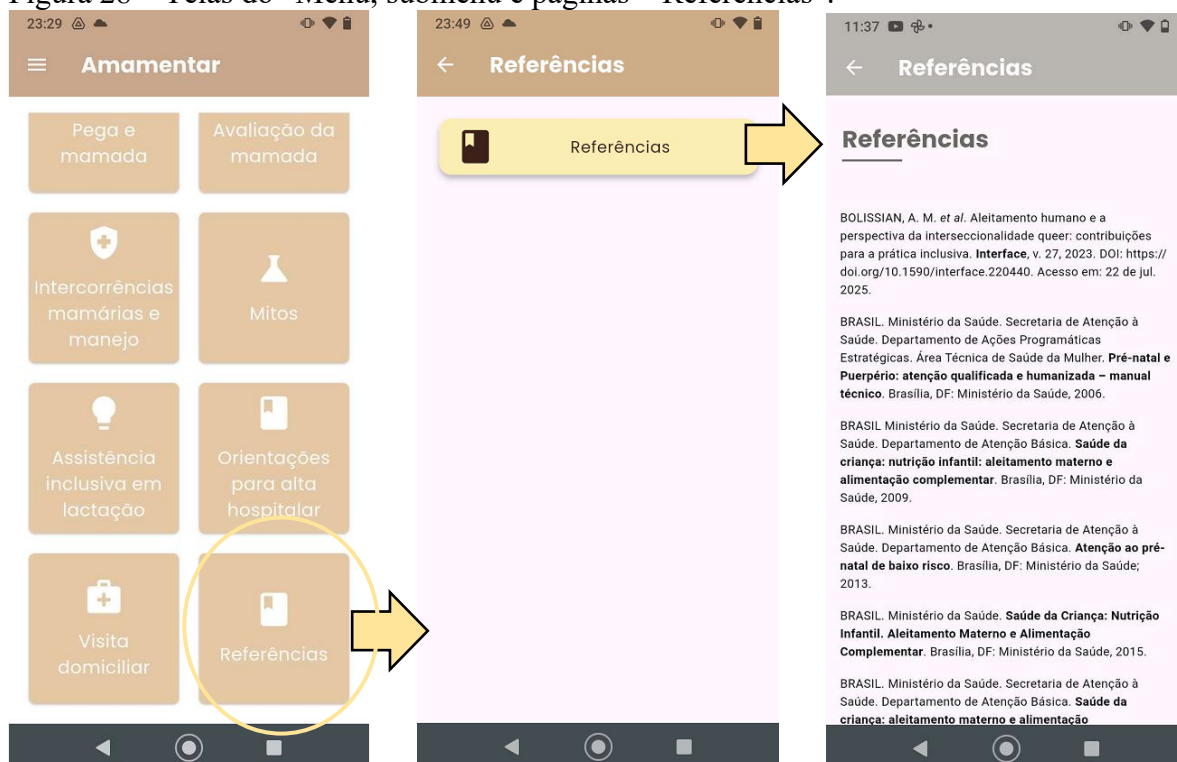 Figura 28 – Telas do "Menu, submenu e páginas – Referências".
23:29
Amamentar
Pega e
mamada
Avaliação da
mamada
Intercorrências
mamárias e
manejo
Mitos
Assistência
inclusiva em
lactação
Orientações
para alta
hospitalar
Visita
domiciliar
Referências
23:49
Referências
Referências
11:37
Referências
Referências
BOLISSIAN, A. M. et al. Aleitamento humano e a
perspectiva da interseccionalidade queer: contribuições
para a prática inclusiva. Interface, v. 27, 2023. DOI: https://
doi.org/10.1590/interface.220440. Acesso em: 22 de jul.
2025.
BRASIL. Ministério da Saúde. Secretaria de Atenção à
Saúde. Departamento de Ações Programáticas
Estratégicas. Área Técnica de Saúde da Mulher. Pré-natal e
Puerpério: atenção qualificada e humanizada – manual
técnico. Brasília, DF: Ministério da Saúde, 2006.
BRASIL Ministério da Saúde. Secretaria de Atenção à
Saúde. Departamento de Atenção Básica. Saúde da
criança: nutrição infantil: aleitamento materno e
alimentação complementar. Brasília, DF: Ministério da
Saúde, 2009.
BRASIL. Ministério da Saúde. Secretaria de Atenção à
Saúde. Departamento de Atenção Básica. Atenção ao pré-
natal de baixo risco. Brasília, DF: Ministério da Saúde;
2013.
BRASIL. Ministério da Saúde. Saúde da Criança: Nutrição
Infantil. Aleitamento Materno e Alimentação
Complementar. Brasília, DF: Ministério da Saúde, 2015.
BRASIL. Ministério da Saúde. Secretaria de Atenção à
Saúde. Departamento de Atenção Básica. Saúde da
criança: aleitamento materno e alimentação